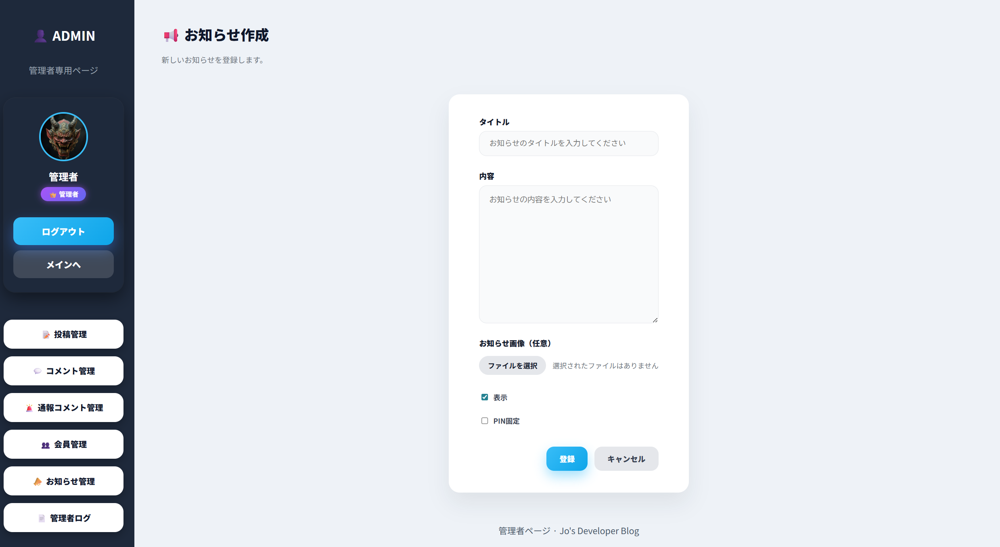 ADMIN
管理者専用ページ
管理者
管理者
ログアウト
メインへ
投稿管理
コメント管理
通報コメント管理
会員管理
お知らせ管理
管理者ログ
お知らせ作成
新しいお知らせを登録します。
タイトル
お知らせのタイトルを入力してください
内容
お知らせの内容を入力してください
お知らせ画像（任意）
ファイルを選択 選択されたファイルはありません
表示
PIN固定
登録 キャンセル
管理者ページ · Jo's Developer Blog